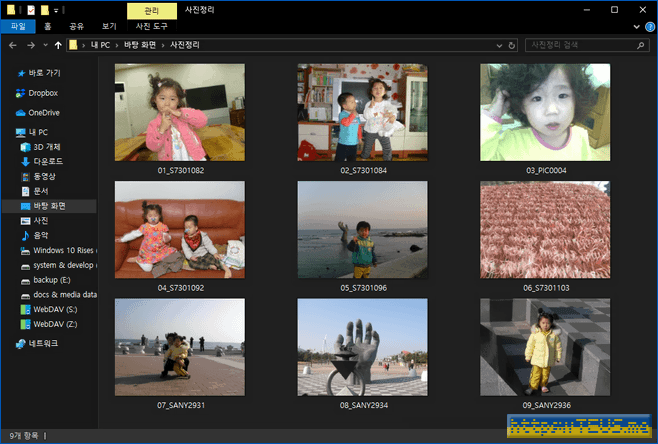 관리
사진정리
파일
홈
공유
보기
사진 도구
내 PC > 바탕 화면 > 사진정리
사진정리 검색
바로 가기
Dropbox
OneDrive
내 PC
3D 개체
다운로드
동영상
문서
바탕 화면
사진
음악
Windows 10 Rises (
system & develop (
backup (E:)
docs & media data
WebDAV (S:)
WebDAV (Z:)
네트워크
01_S7301082
02_S7301084
03_PIC0004
04_S7301092
05_S7301096
06_S7301103
07_SANY2931
08_SANY2934
09_SANY2936
9개 항목